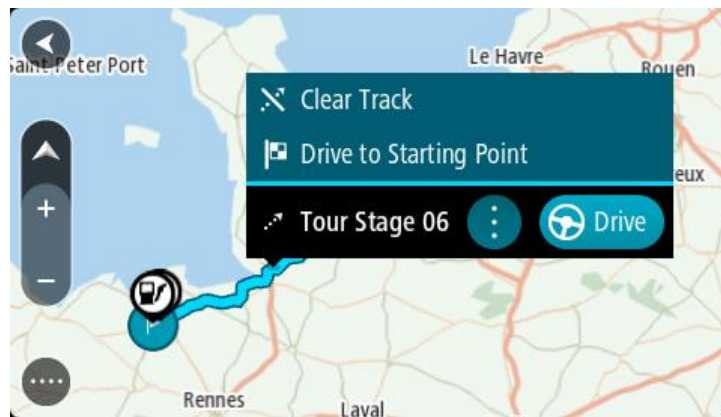 Saint Peter Port
Le Havre
Rouen
Clear Track
Drive to Starting Point
eux
Tour Stage 06
Drive
Rennes
Laval